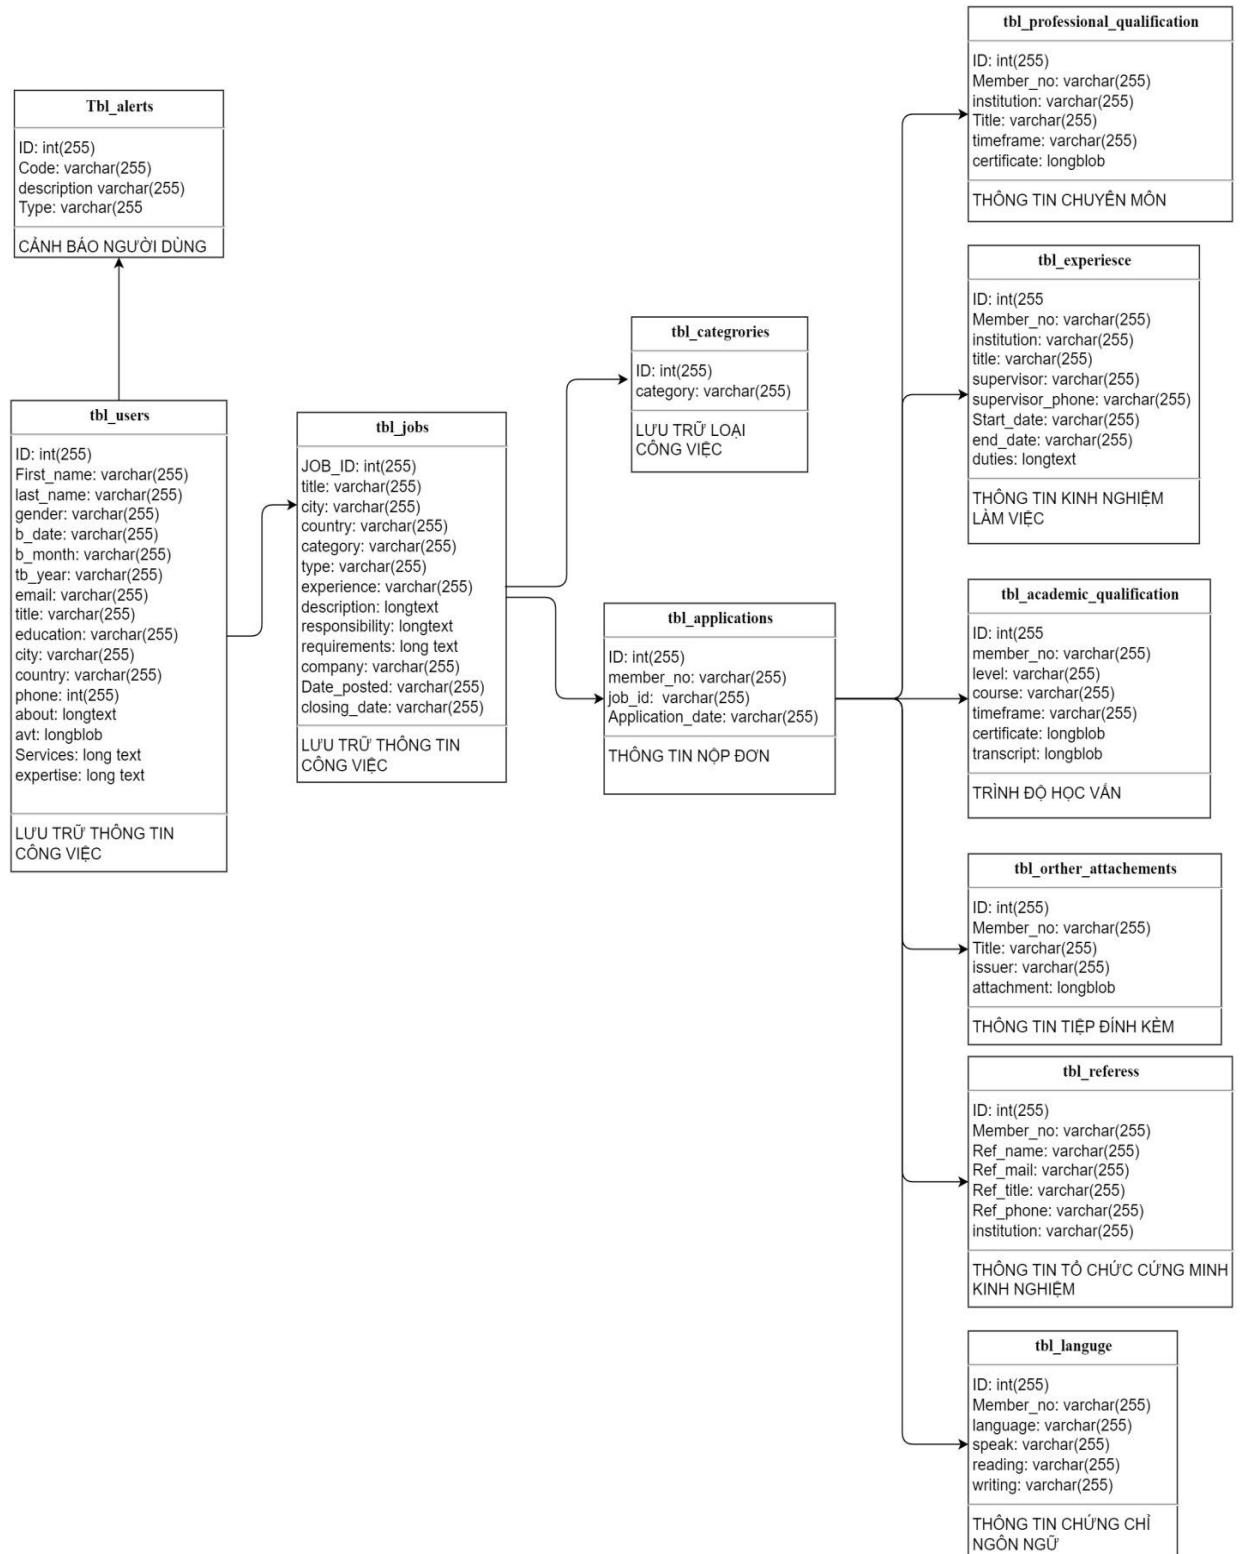 Tbl_alerts
ID: int(255)
Code: varchar(255)
description varchar(255)
Type: varchar(255
CẢNH BÁO NGƯỜI DÙNG
tbl_users
ID: int(255)
First_name: varchar(255)
last_name: varchar(255)
gender: varchar(255)
b_date: varchar(255)
b_month: varchar(255)
tb_year: varchar(255)
email: varchar(255)
title: varchar(255)
education: varchar(255)
city: varchar(255)
country: varchar(255)
phone: int(255)
about: longtext
avt: longblob
Services: long text
expertise: long text
LƯU TRỮ THÔNG TIN
CÔNG VIỆC
tbl_jobs
JOB_ID: int(255)
title: varchar(255)
city: varchar(255)
country: varchar(255)
category: varchar(255)
type: varchar(255)
experience: varchar(255)
description: longtext
responsibility: longtext
requirements: long text
company: varchar(255)
Date_posted: varchar(255)
closing_date: varchar(255)
LƯU TRỮ THÔNG TIN
CÔNG VIỆC
tbl_categrories
ID: int(255)
category: varchar(255)
LƯU TRỮ LOẠI
CÔNG VIỆC
tbl_applications
ID: int(255)
member_no: varchar(255)
job_id: varchar(255)
Application_date: varchar(255)
THÔNG TIN NỘP ĐƠN
tbl_professional_qualification
ID: int(255)
Member_no: varchar(255)
institution: varchar(255)
Title: varchar(255)
timeframe: varchar(255)
certificate: longblob
THÔNG TIN CHUYÊN MÔN
tbl_experiesce
ID: int(255
Member_no: varchar(255)
institution: varchar(255)
title: varchar(255)
supervisor: varchar(255)
supervisor_phone: varchar(255)
Start_date: varchar(255)
end_date: varchar(255)
duties: longtext
THÔNG TIN KINH NGHIỆM
LÀM VIỆC
tbl_academic_qualification
ID: int(255
member_no: varchar(255)
level: varchar(255)
course: varchar(255)
timeframe: varchar(255)
certificate: longblob
transcript: longblob
TRÌNH ĐỘ HỌC VẤN
tbl_orther_attachements
ID: int(255)
Member_no: varchar(255)
Title: varchar(255)
issuer: varchar(255)
attachment: longblob
THÔNG TIN TIỆP ĐÍNH KÈM
tbl_referess
ID: int(255)
Member_no: varchar(255)
Ref_name: varchar(255)
Ref_mail: varchar(255)
Ref_title: varchar(255)
Ref_phone: varchar(255)
institution: varchar(255)
THÔNG TIN TỔ CHỨC CỨNG MINH
KINH NGHIỆM
tbl_languge
ID: int(255)
Member_no: varchar(255)
language: varchar(255)
speak: varchar(255)
reading: varchar(255)
writing: varchar(255)
THÔNG TIN CHỨNG CHỈ
NGÔN NGỮ